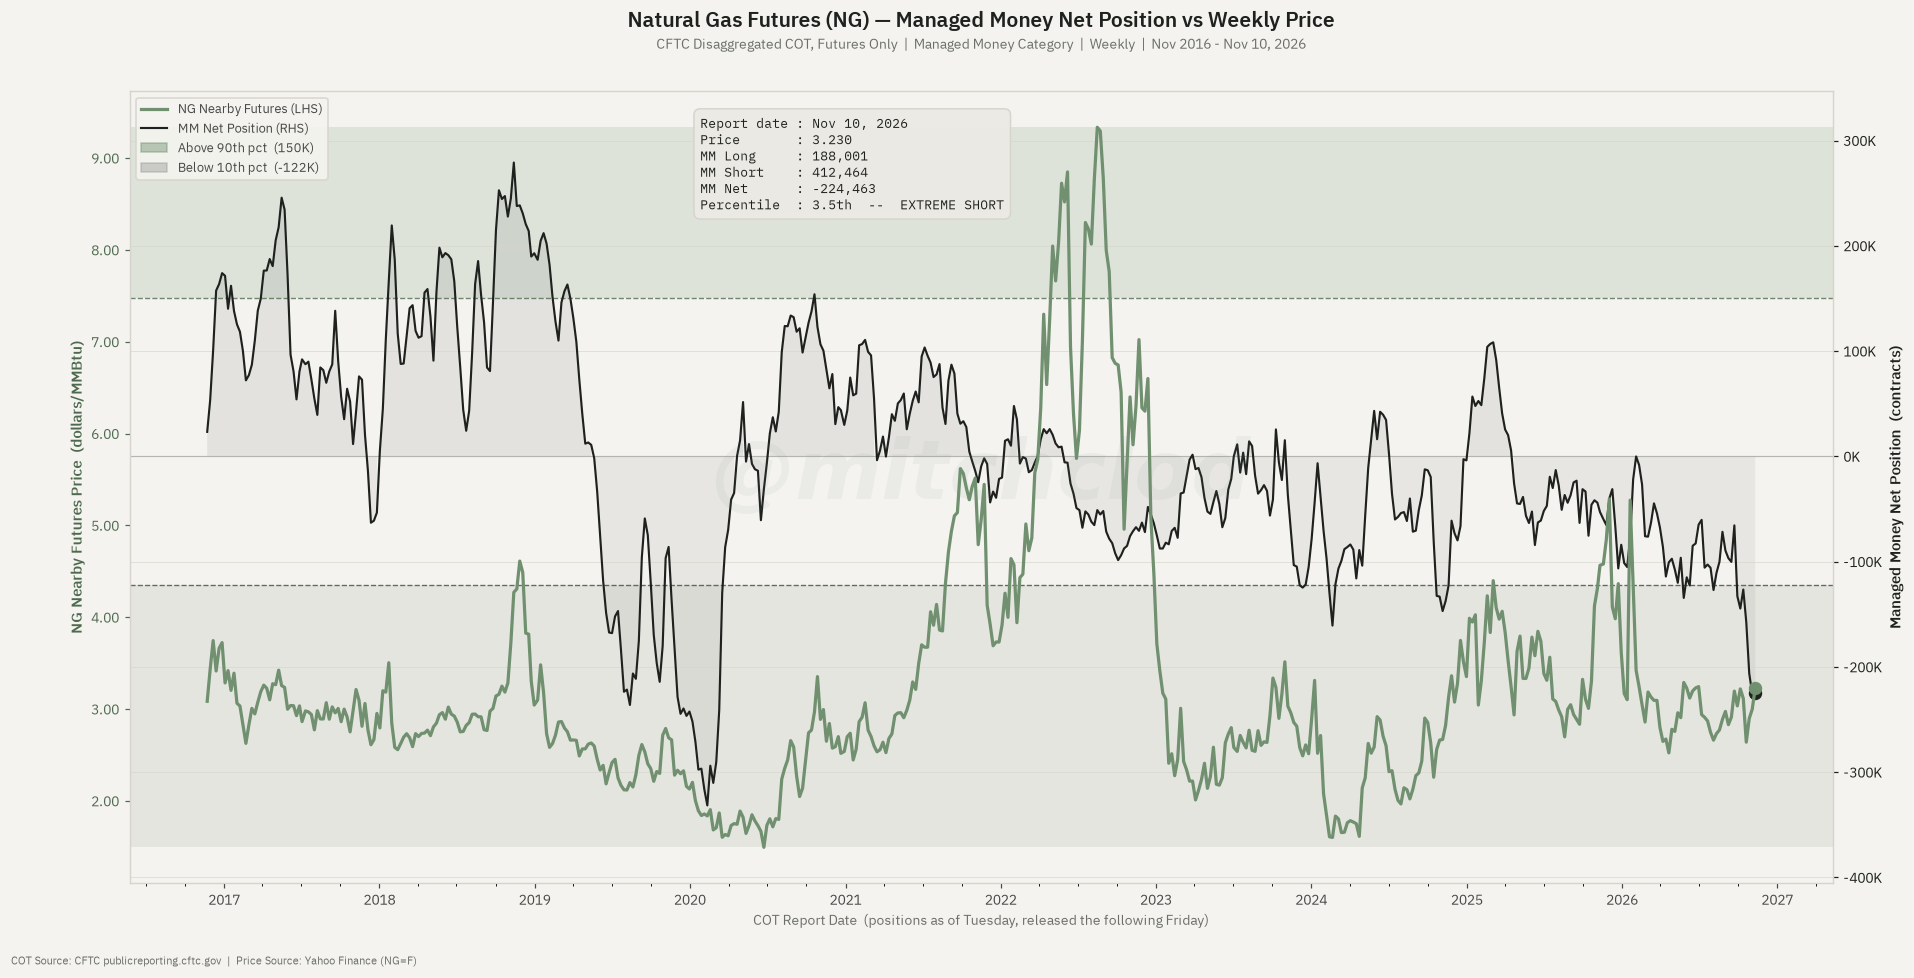 Natural Gas Futures (NG) — Managed Money Net Position vs Weekly Price
CFTC Disaggregated COT, Futures Only | Managed Money Category | Weekly | Nov 2016 - Nov 10, 2026
NG Nearby Futures (LHS)
MM Net Position (RHS)
Above 90th pct (150K)
Below 10th pct (-122K)
Report date : Nov 10, 2026
Price : 3.230
MM Long : 188,001
MM Short : 412,464
MM Net : -224,463
Percentile : 3.5th -- EXTREME SHORT
NG Nearby Futures Price (dollars/MMBtu)
9.00
8.00
7.00
6.00
5.00
4.00
3.00
2.00
300K
200K
100K
0K
-100K
-200K
-300K
-400K
Managed Money Net Position (contracts)
2017 2018 2019 2020 2021 2022 2023 2024 2025 2026 2027
COT Report Date (positions as of Tuesday, released the following Friday)
COT Source: CFTC publicreporting.cftc.gov | Price Source: Yahoo Finance (NG=F)